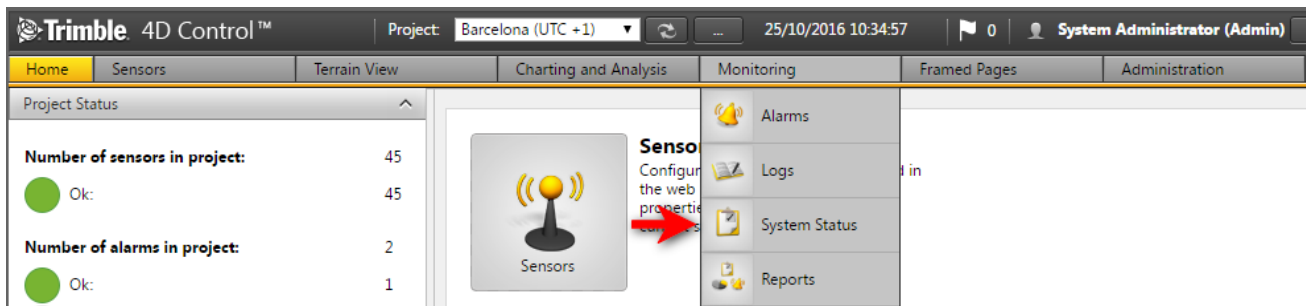 Trimble. 4D Control™ Project: Barcelona (UTC +1) ... 25/10/2016 10:34:57 0 System Administrator (Admin)
Home Sensors Terrain View Charting and Analysis Monitoring Framed Pages Administration
Project Status
Number of sensors in project: 45
Ok: 45
Number of alarms in project: 2
Ok: 1
Sensors
Configur
the web
in
Alarms
Logs
System Status
Reports